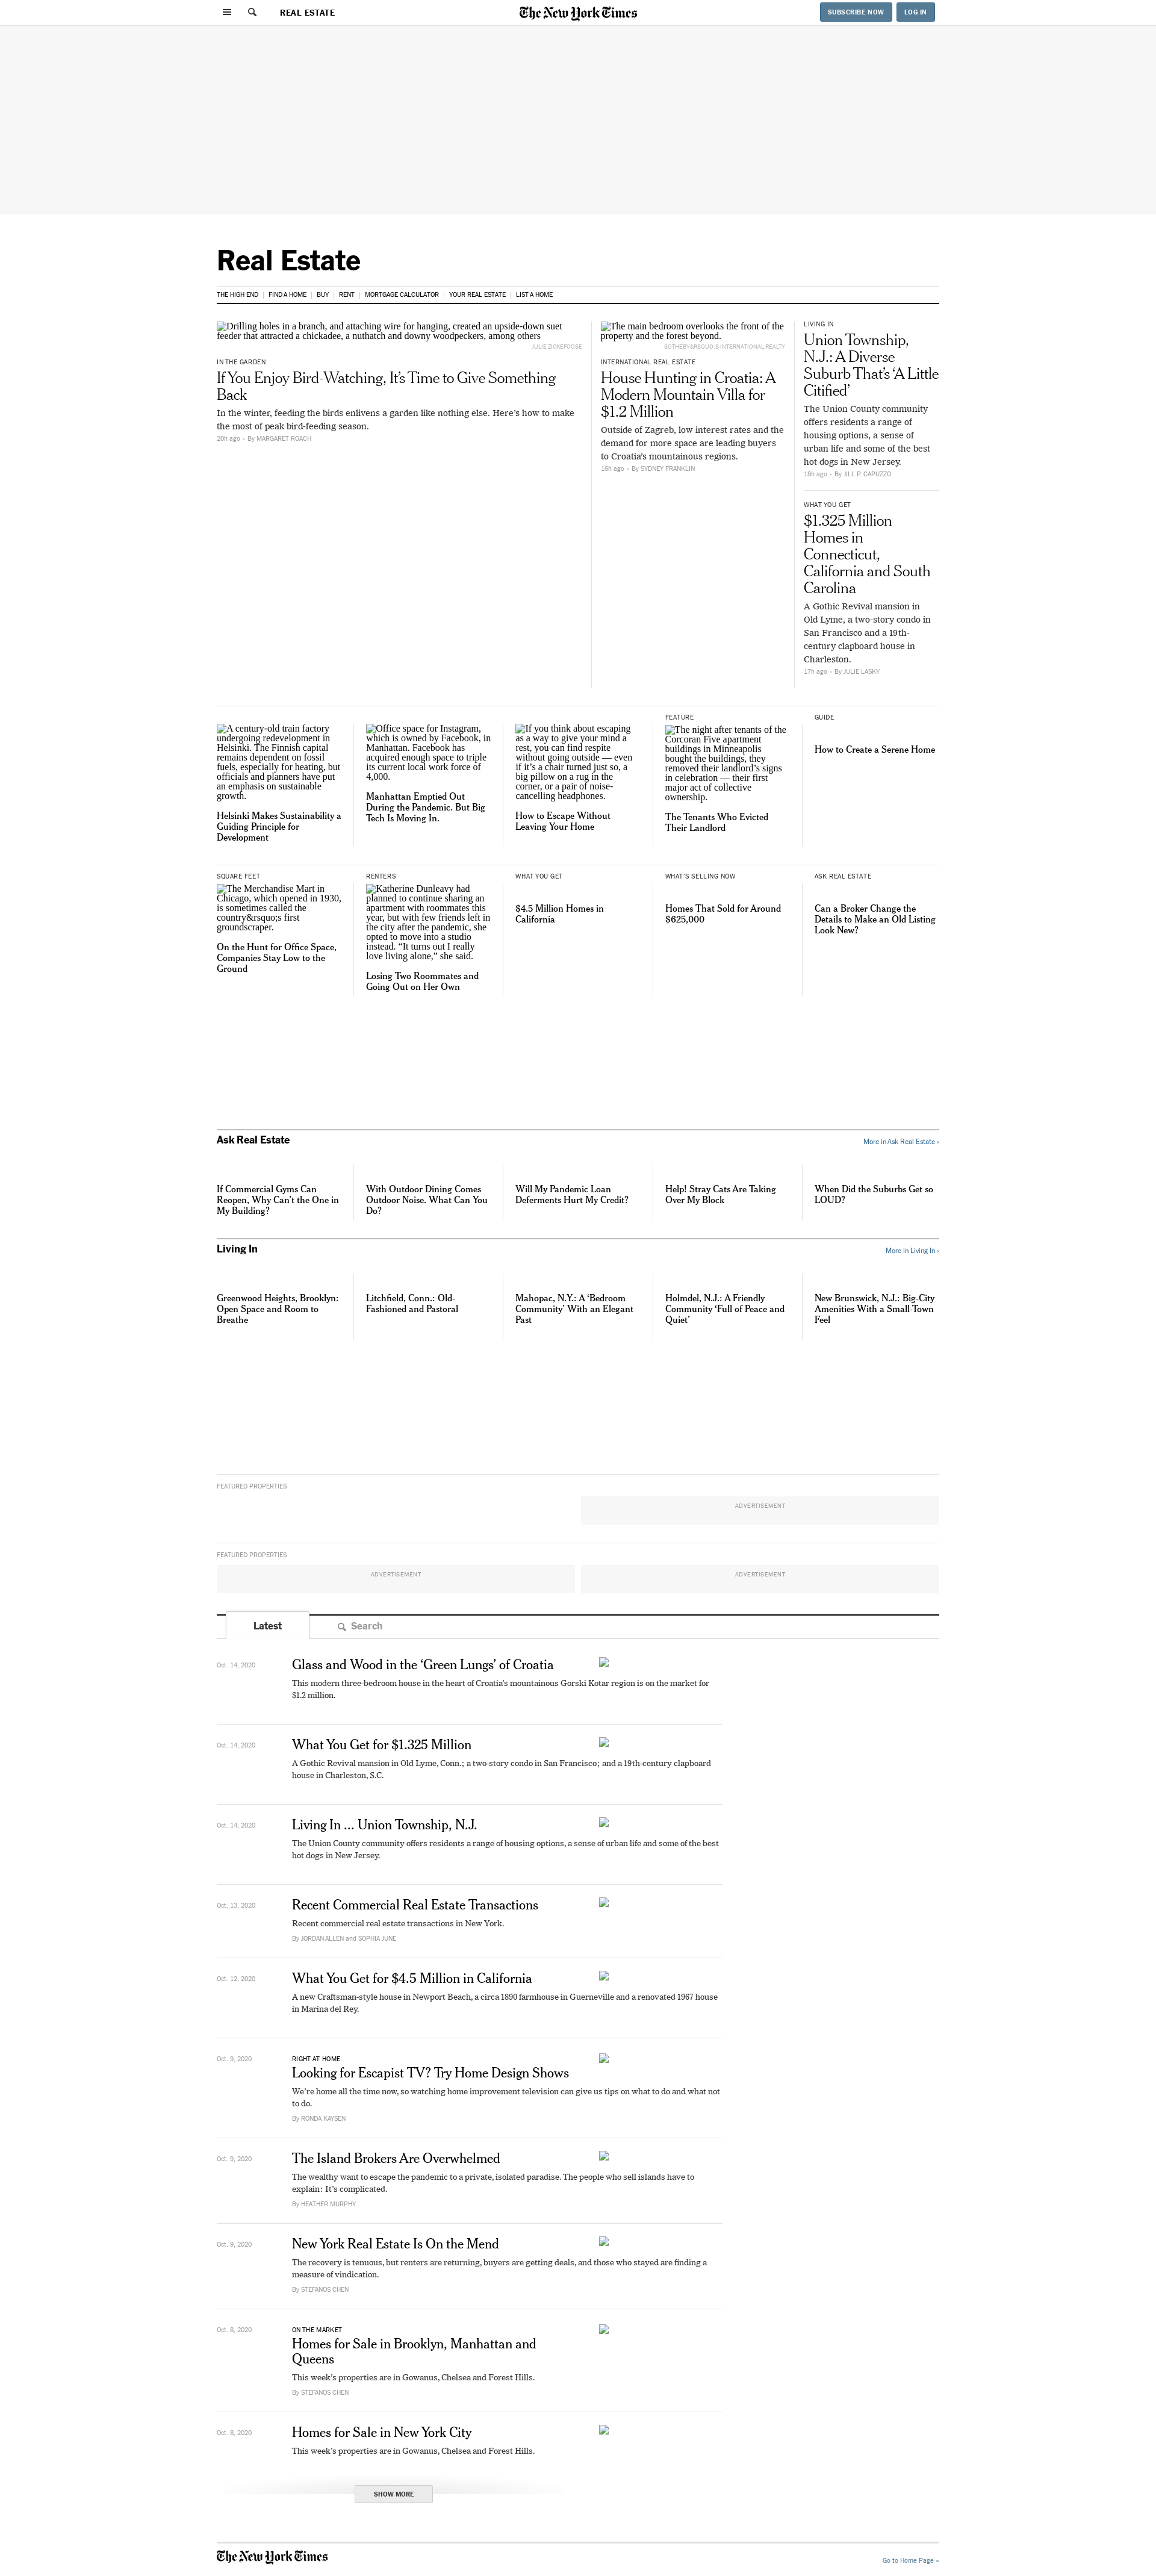 REAL ESTATE
The New York Times
SUBSCRIBE NOW
LOG IN
Real Estate
THE HIGH END
FIND A HOME
BUY
RENT
MORTGAGE CALCULATOR
YOUR REAL ESTATE
LIST A HOME
Drilling holes in a branch, and attaching wire for hanging, created an upside-down suet
feeder that attracted a chickadee, a nuthatch and downy woodpeckers, among others
JULIE ZICKEFOOSE
IN THE GARDEN
If You Enjoy Bird-Watching, It’s Time to Give Something
Back
In the winter, feeding the birds enlivens a garden like nothing else. Here’s how to make
the most of peak bird-feeding season.
20h ago • By MARGARET ROACH
The main bedroom overlooks the front of the
property and the forest beyond.
SOTHEBY&RSQUO;S INTERNATIONAL REALTY
INTERNATIONAL REAL ESTATE
House Hunting in Croatia: A
Modern Mountain Villa for
$1.2 Million
Outside of Zagreb, low interest rates and the
demand for more space are leading buyers
to Croatia’s mountainous regions.
16h ago • By SYDNEY FRANKLIN
LIVING IN
Union Township,
N.J.: A Diverse
Suburb That’s ‘A Little
Citified’
The Union County community
offers residents a range of
housing options, a sense of
urban life and some of the best
hot dogs in New Jersey.
18h ago • By JILL P. CAPUZZO
WHAT YOU GET
$1.325 Million
Homes in
Connecticut,
California and South
Carolina
A Gothic Revival mansion in
Old Lyme, a two-story condo in
San Francisco and a 19th-
century clapboard house in
Charleston.
17h ago • By JULIE LASKY
A century-old train factory
undergoing redevelopment in
Helsinki. The Finnish capital
remains dependent on fossil
fuels, especially for heating, but
officials and planners have put
an emphasis on sustainable
growth.
Helsinki Makes Sustainability a
Guiding Principle for
Development
Office space for Instagram,
which is owned by Facebook, in
Manhattan. Facebook has
acquired enough space to triple
its current local work force of
4,000.
Manhattan Emptied Out
During the Pandemic. But Big
Tech Is Moving In.
If you think about escaping
as a way to give your mind a
rest, you can find respite
without going outside — even
if it’s a chair turned just so, a
big pillow on a rug in the
corner, or a pair of noise-
cancelling headphones.
How to Escape Without
Leaving Your Home
FEATURE
The night after tenants of the
Corcoran Five apartment
buildings in Minneapolis
bought the buildings, they
removed their landlord’s signs
in celebration — their first
major act of collective
ownership.
The Tenants Who Evicted
Their Landlord
GUIDE
How to Create a Serene Home
SQUARE FEET
The Merchandise Mart in
Chicago, which opened in 1930,
is sometimes called the
country&rsquo;s first
groundscraper.
On the Hunt for Office Space,
Companies Stay Low to the
Ground
RENTERS
Katherine Dunleavy had
planned to continue sharing an
apartment with roommates this
year, but with few friends left in
the city after the pandemic, she
opted to move into a studio
instead. “It turns out I really
love living alone,” she said.
Losing Two Roommates and
Going Out on Her Own
WHAT YOU GET
$4.5 Million Homes in
California
WHAT’S SELLING NOW
Homes That Sold for Around
$625,000
ASK REAL ESTATE
Can a Broker Change the
Details to Make an Old Listing
Look New?
Ask Real Estate
More in Ask Real Estate ›
If Commercial Gyms Can
Reopen, Why Can’t the One in
My Building?
With Outdoor Dining Comes
Outdoor Noise. What Can You
Do?
Will My Pandemic Loan
Deferments Hurt My Credit?
Help! Stray Cats Are Taking
Over My Block
When Did the Suburbs Get so
LOUD?
Living In
More in Living In ›
Greenwood Heights, Brooklyn:
Open Space and Room to
Breathe
Litchfield, Conn.: Old-
Fashioned and Pastoral
Mahopac, N.Y.: A ‘Bedroom
Community’ With an Elegant
Past
Holmdel, N.J.: A Friendly
Community ‘Full of Peace and
Quiet’
New Brunswick, N.J.: Big-City
Amenities With a Small-Town
Feel
FEATURED PROPERTIES
ADVERTISEMENT
FEATURED PROPERTIES
ADVERTISEMENT
ADVERTISEMENT
Latest
Search
Oct. 14, 2020
Glass and Wood in the ‘Green Lungs’ of Croatia
This modern three-bedroom house in the heart of Croatia’s mountainous Gorski Kotar region is on the market for
$1.2 million.
Oct. 14, 2020
What You Get for $1.325 Million
A Gothic Revival mansion in Old Lyme, Conn.; a two-story condo in San Francisco; and a 19th-century clapboard
house in Charleston, S.C.
Oct. 14, 2020
Living In ... Union Township, N.J.
The Union County community offers residents a range of housing options, a sense of urban life and some of the best
hot dogs in New Jersey.
Oct. 13, 2020
Recent Commercial Real Estate Transactions
Recent commercial real estate transactions in New York.
By JORDAN ALLEN and SOPHIA JUNE
Oct. 12, 2020
What You Get for $4.5 Million in California
A new Craftsman-style house in Newport Beach, a circa 1890 farmhouse in Guerneville and a renovated 1967 house
in Marina del Rey.
Oct. 9, 2020
RIGHT AT HOME
Looking for Escapist TV? Try Home Design Shows
We’re home all the time now, so watching home improvement television can give us tips on what to do and what not
to do.
By RONDA KAYSEN
Oct. 9, 2020
The Island Brokers Are Overwhelmed
The wealthy want to escape the pandemic to a private, isolated paradise. The people who sell islands have to
explain: It’s complicated.
By HEATHER MURPHY
Oct. 9, 2020
New York Real Estate Is On the Mend
The recovery is tenuous, but renters are returning, buyers are getting deals, and those who stayed are finding a
measure of vindication.
By STEFANOS CHEN
Oct. 8, 2020
ON THE MARKET
Homes for Sale in Brooklyn, Manhattan and
Queens
This week’s properties are in Gowanus, Chelsea and Forest Hills.
By STEFANOS CHEN
Oct. 8, 2020
Homes for Sale in New York City
This week’s properties are in Gowanus, Chelsea and Forest Hills.
SHOW MORE
The New York Times
Go to Home Page »